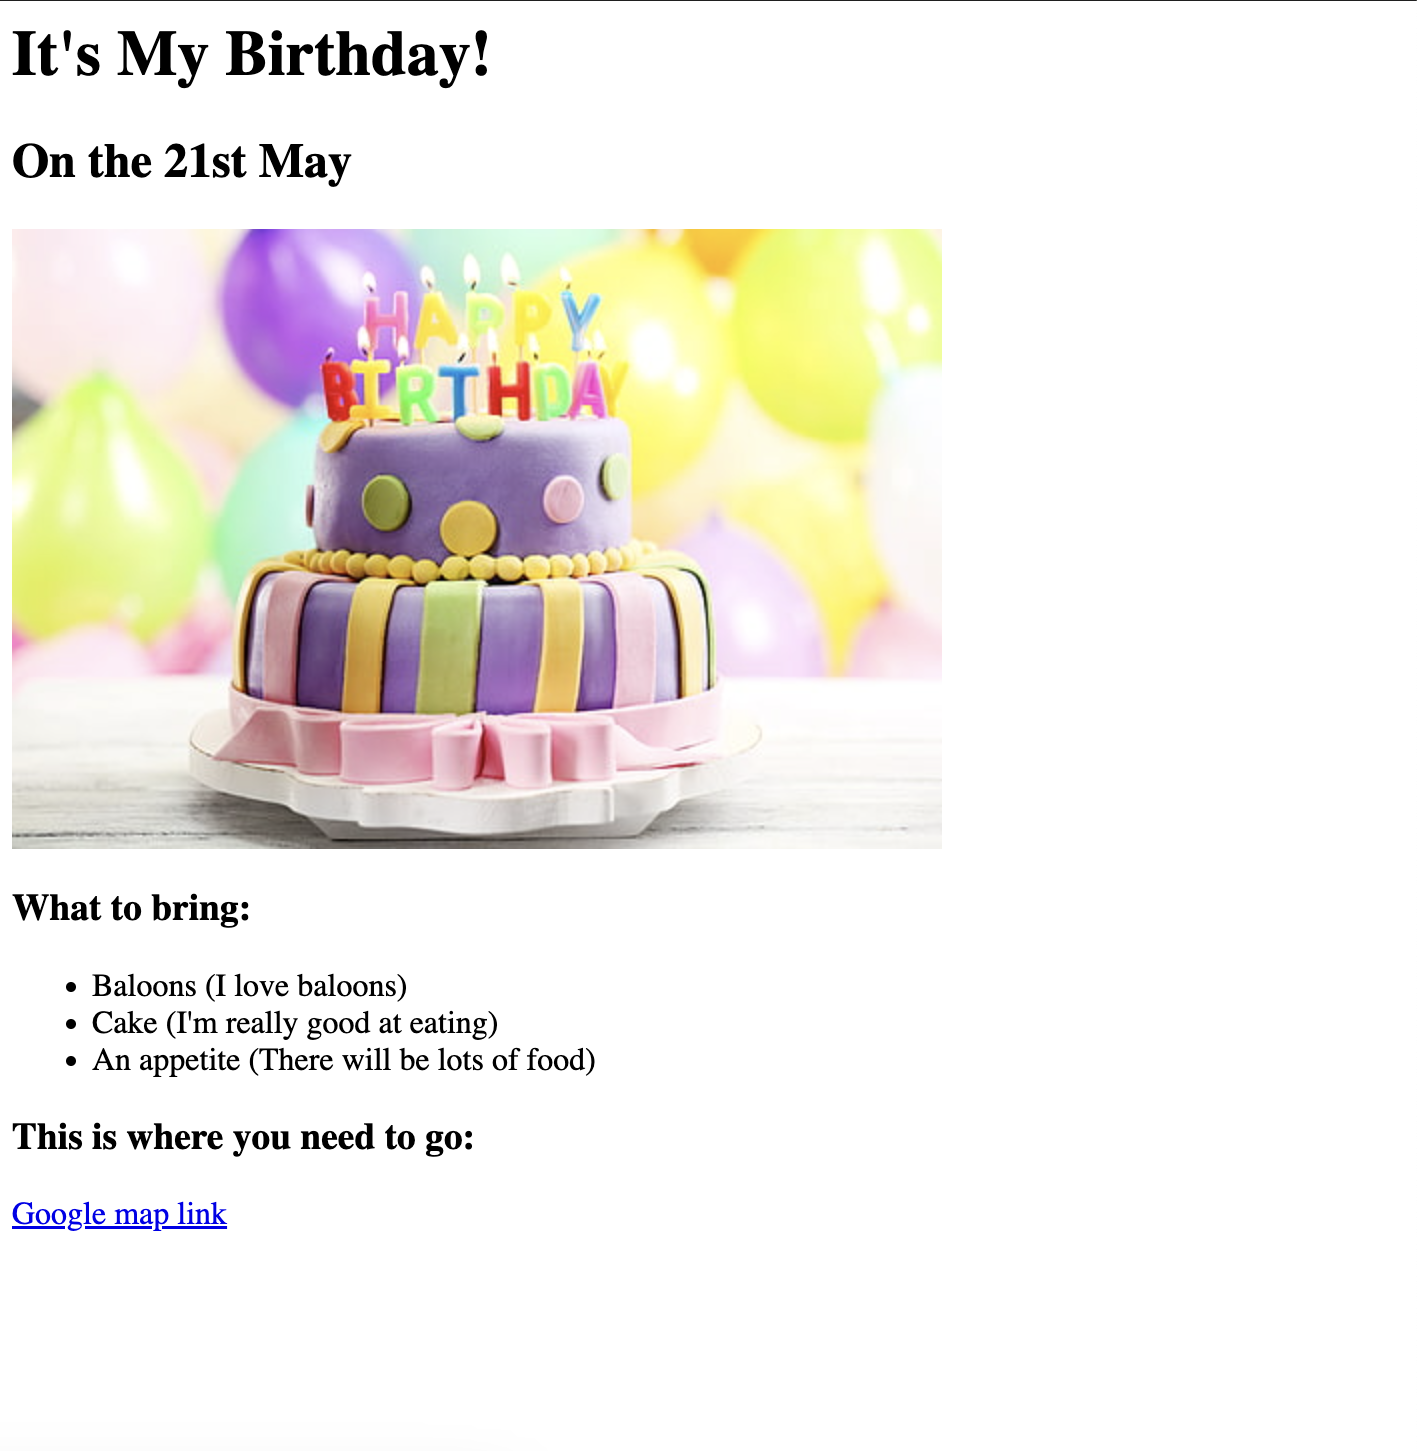 It's My Birthday!
On the 21st May
HAPPY
BIRTHDAY
What to bring:
Baloons (I love baloons)
Cake (I'm really good at eating)
An appetite (There will be lots of food)
This is where you need to go:
Google map link